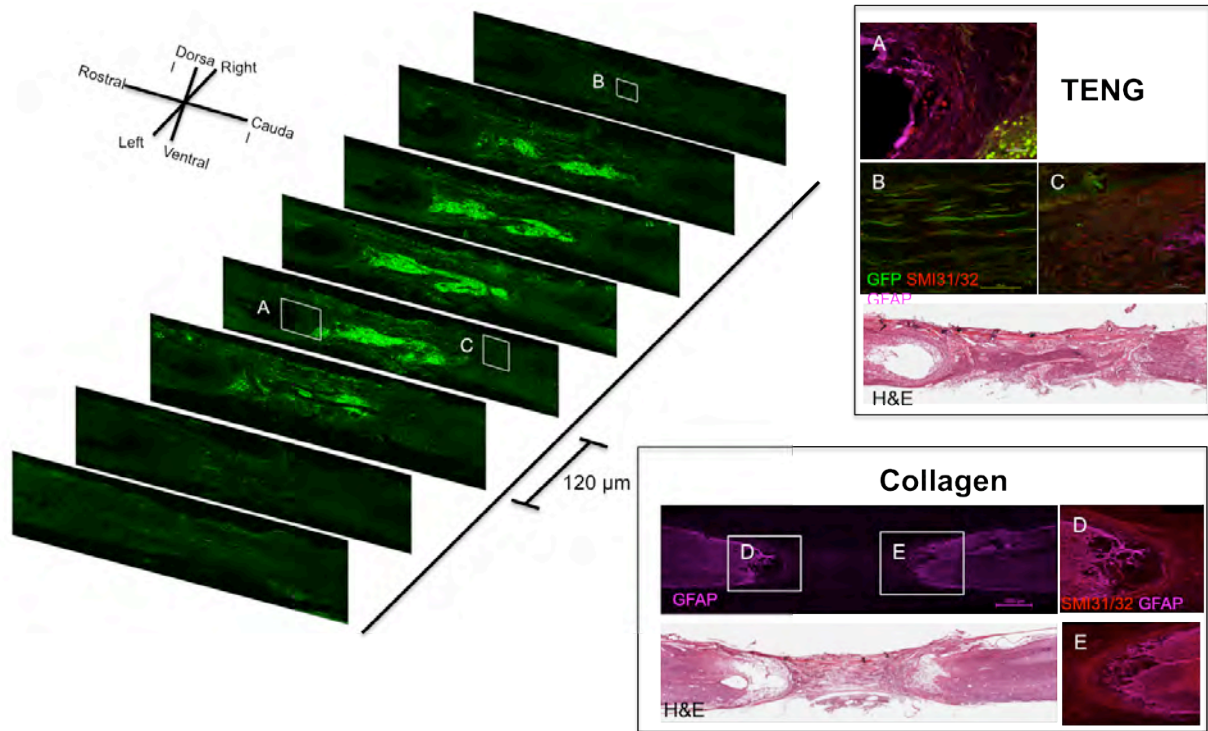 Dorsa
l
Right
Rostral
Cauda
l
Left
Ventral
B
A
C
120 µm
TENG
A
B
C
GFP SMI31/32
GFAP
H&E
Collagen
D
E
GFAP
D
SMI31/32 GFAP
E
H&E